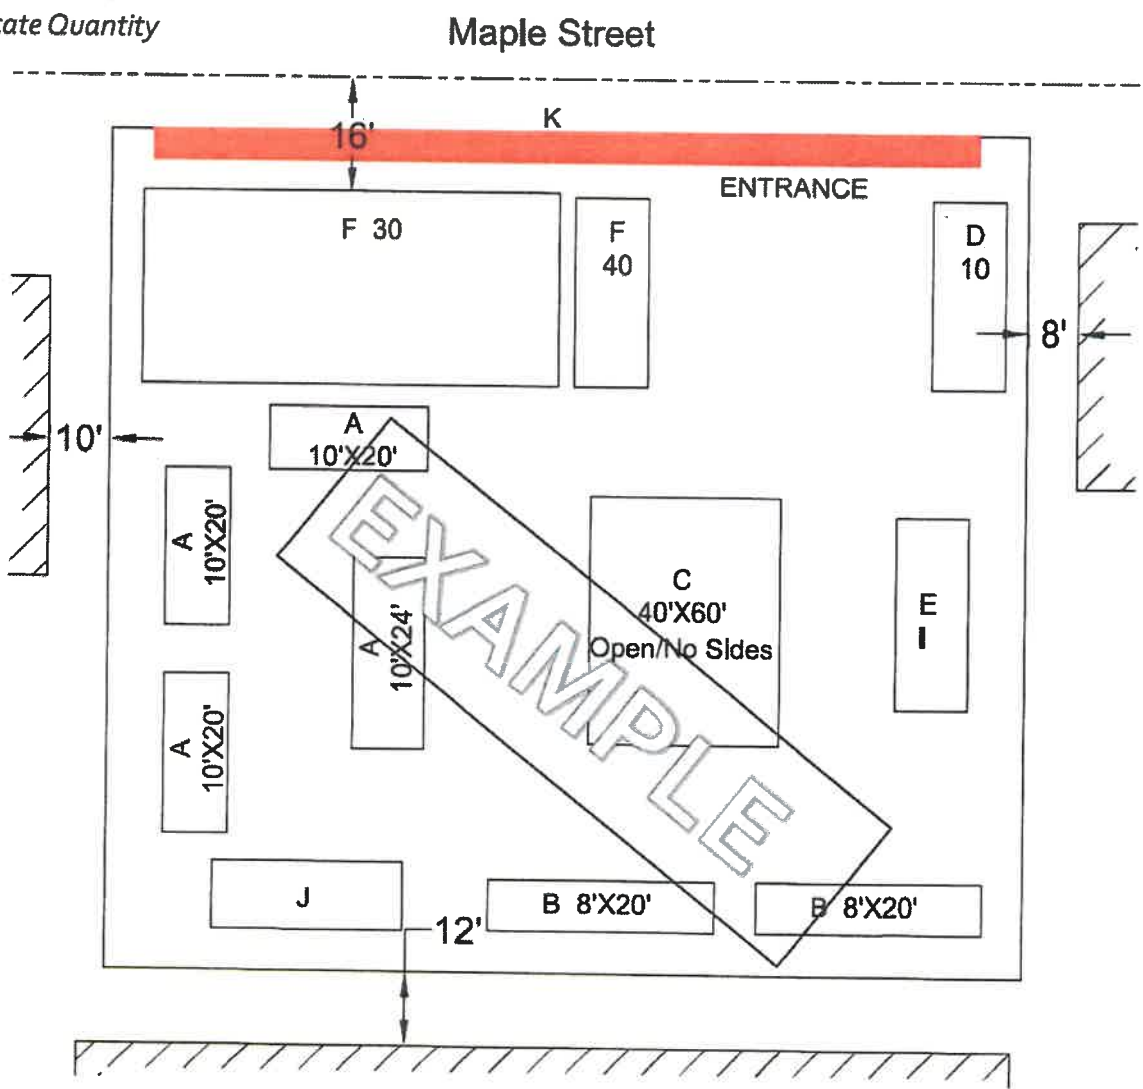 cate Quantity
Maple Street
K
16'
ENTRANCE
F 30
F
40
D
10
8'
10'
A
10'X20'
A
10'X20'
EXAMPLE
C
40'X60'
Open/No Sides
E
I
A
10'X24'
A
10'X20'
J
B 8'X20'
B 8'X20'
12'